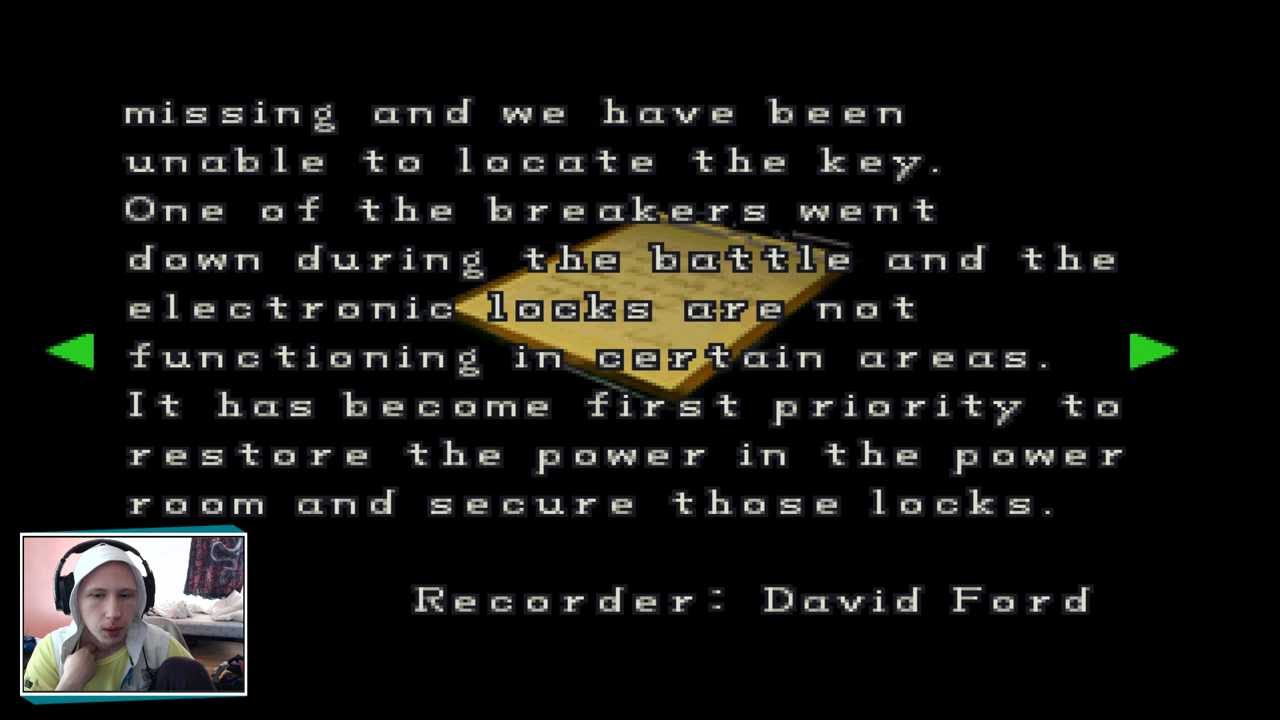 missing and we have been
unable to locate the key.
One of the breakers went
down during the battle and the
electronic locks are not
functioning in certain areas.
It has become first priority to
restore the power in the power
room and secure those locks.
Recorder: David Ford